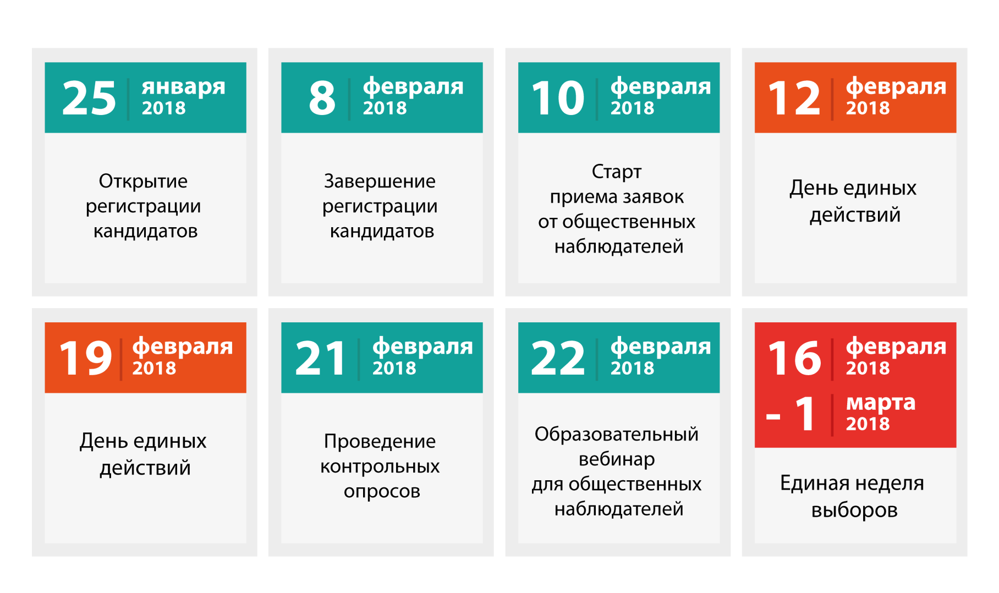 25 января
2018
Открытие
регистрации
кандидатов
8 февраля
2018
Завершение
регистрации
кандидатов
10 февраля
2018
Старт
приема заявок
от общественных
наблюдателей
12 февраля
2018
День единых
действий
19 февраля
2018
День единых
действий
21 февраля
2018
Проведение
контрольных
опросов
22 февраля
2018
Образовательный
вебинар
для общественных
наблюдателей
16 февраля
2018
- 1 марта
2018
Единая неделя
выборов